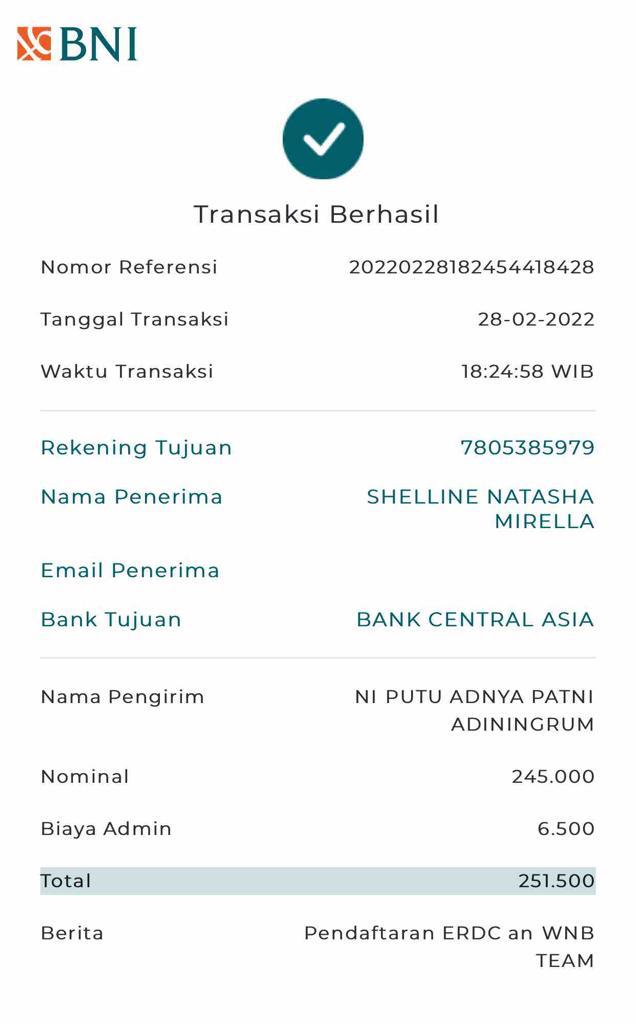 BNI
Transaksi Berhasil
Nomor Referensi 20220228182454418428
Tanggal Transaksi 28-02-2022
Waktu Transaksi 18:24:58 WIB
Rekening Tujuan 7805385979
Nama Penerima SHELLINE NATASHA
MIRELLA
Email Penerima
Bank Tujuan BANK CENTRAL ASIA
Nama Pengirim NI PUTU ADNYA PATNI
ADININGRUM
Nominal 245.000
Biaya Admin 6.500
Total 251.500
Berita Pendaftaran ERDC an WNB
TEAM